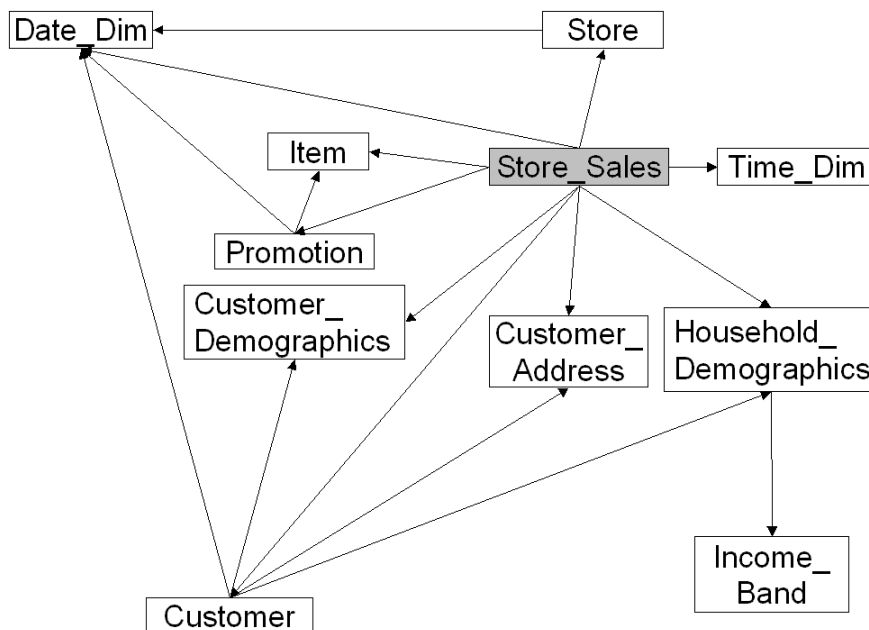 Date_Dim
Store
Item
Store_Sales
Time_Dim
Promotion
Customer_
Demographics
Customer_
Address
Household_
Demographics
Income_
Band
Customer